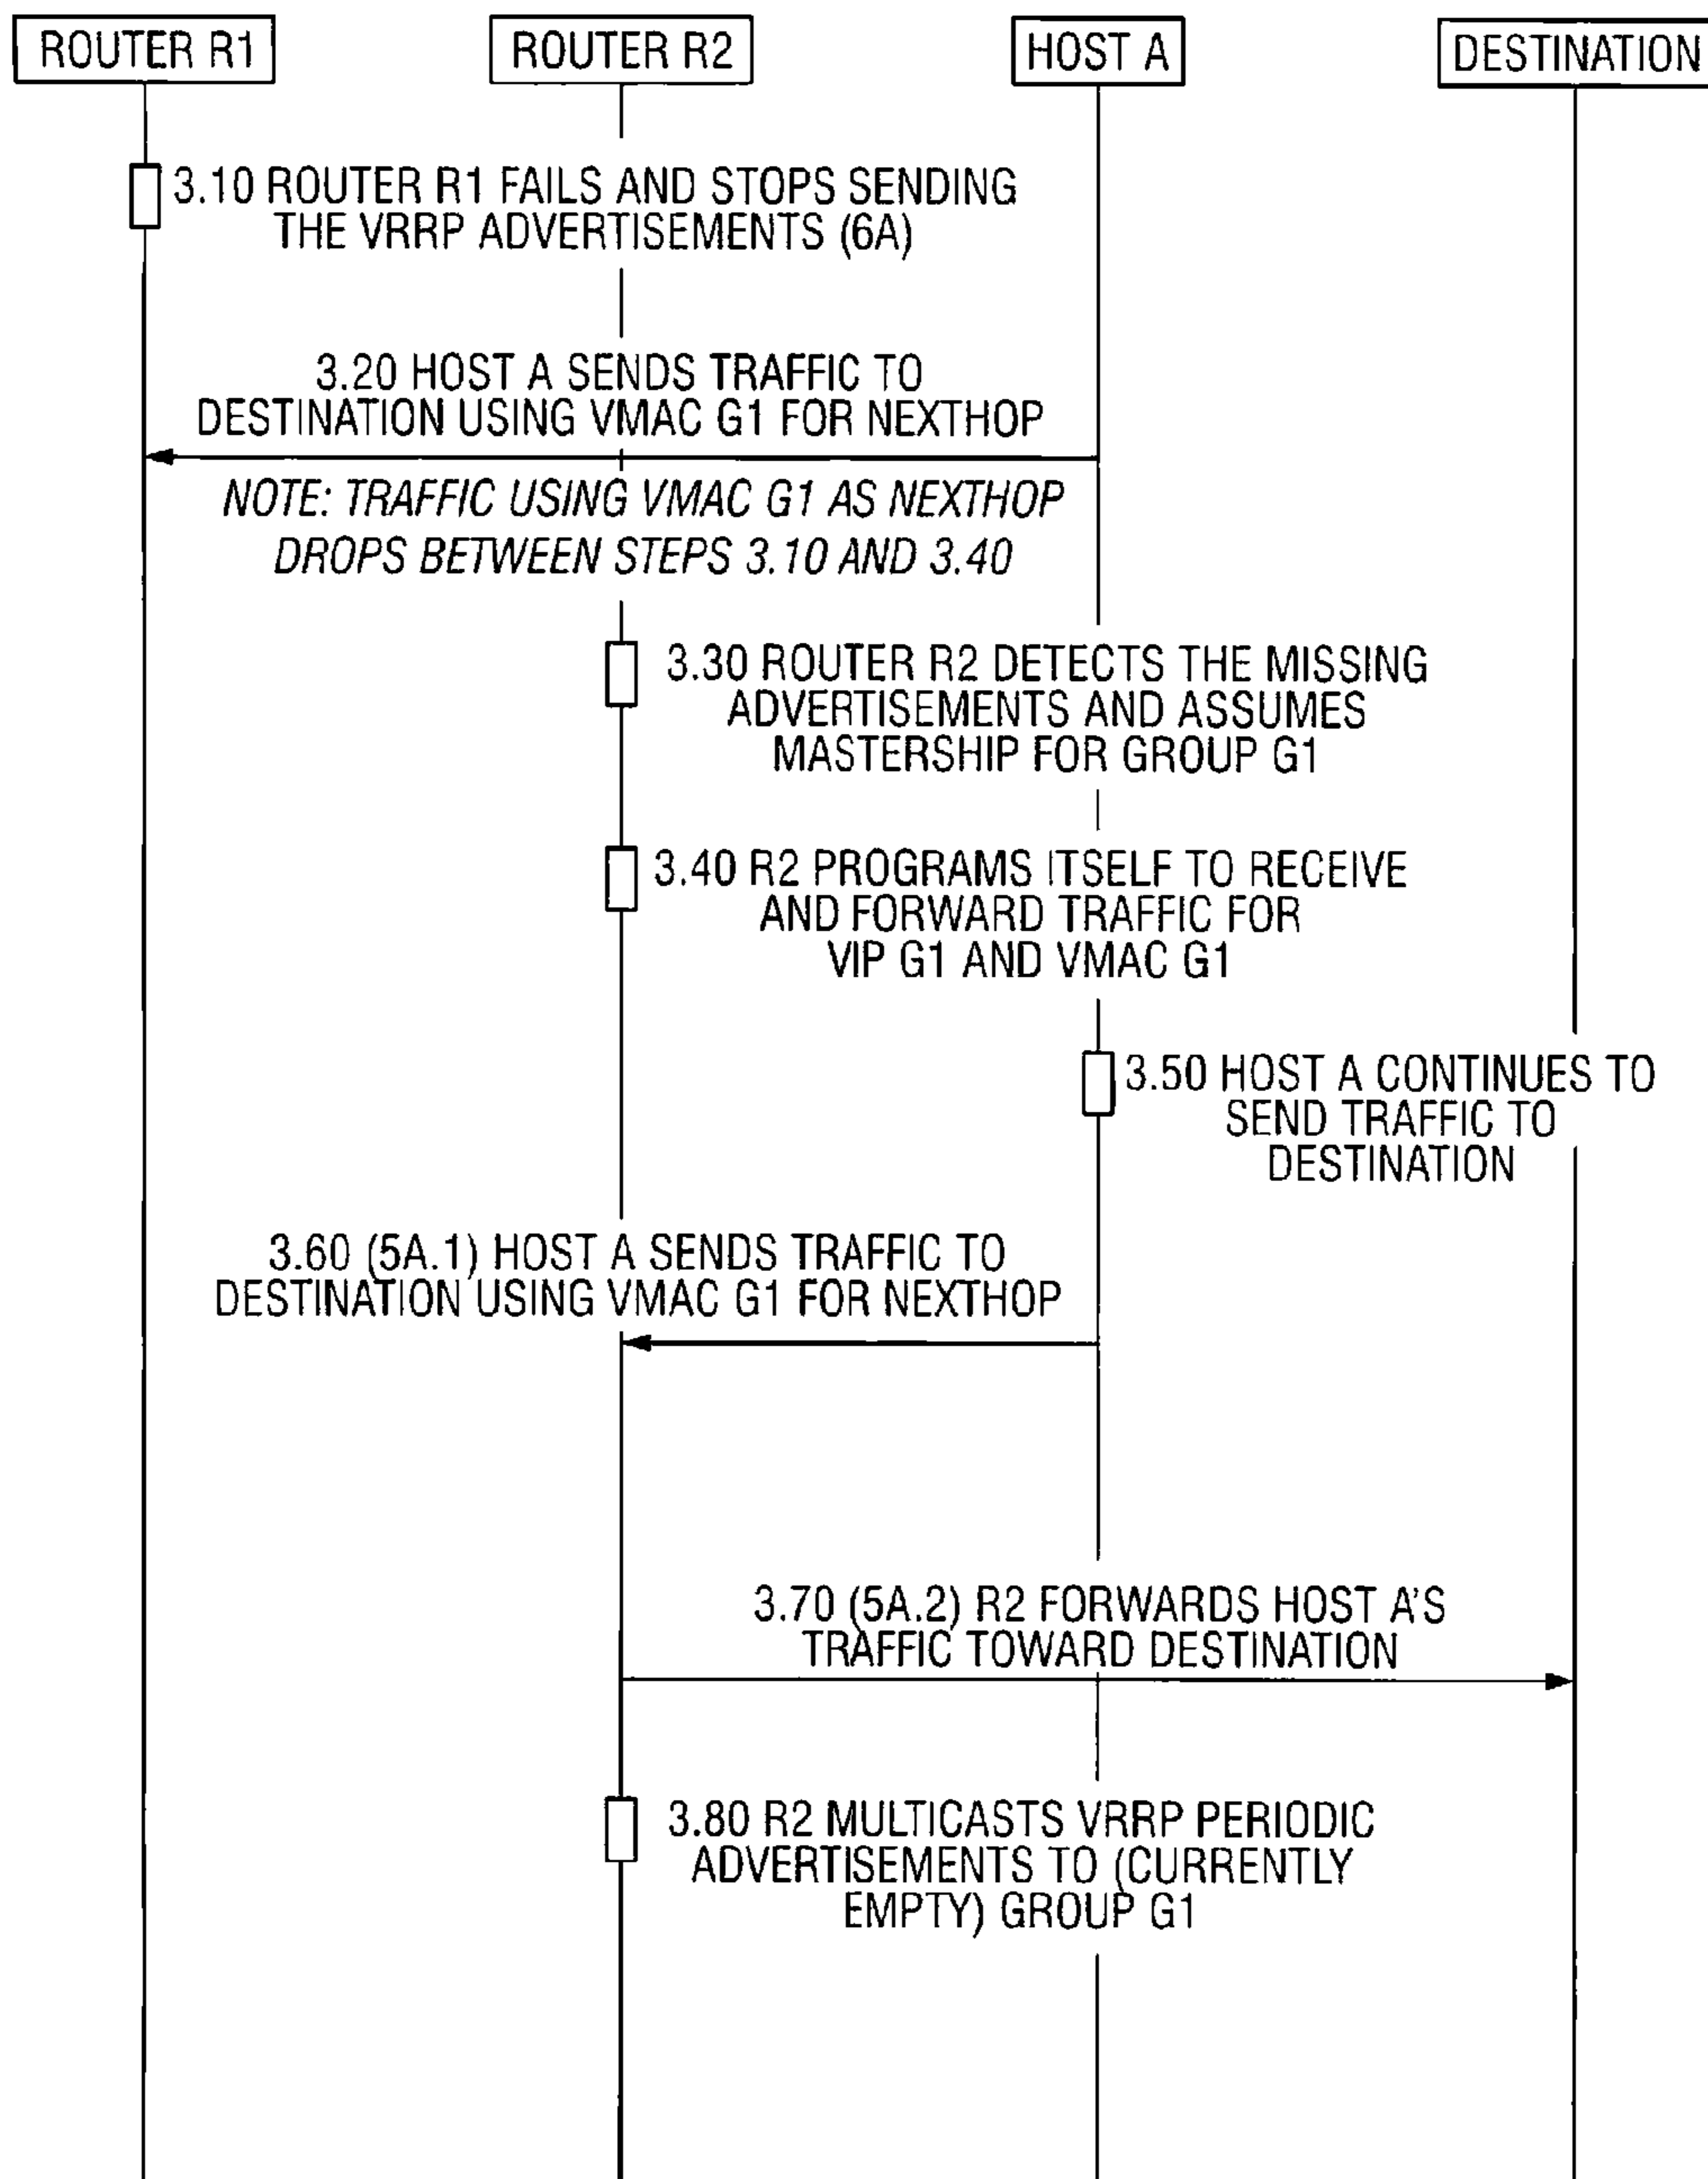 ROUTER R1
ROUTER R2
HOST A
DESTINATION
3.10 ROUTER R1 FAILS AND STOPS SENDING
THE VRRP ADVERTISEMENTS (6A)
3.20 HOST A SENDS TRAFFIC TO
DESTINATION USING VMAC G1 FOR NEXTHOP
NOTE: TRAFFIC USING VMAC G1 AS NEXTHOP
DROPS BETWEEN STEPS 3.10 AND 3.40
3.30 ROUTER R2 DETECTS THE MISSING
ADVERTISEMENTS AND ASSUMES
MASTERSHIP FOR GROUP G1
3.40 R2 PROGRAMS ITSELF TO RECEIVE
AND FORWARD TRAFFIC FOR
VIP G1 AND VMAC G1
3.50 HOST A CONTINUES TO
SEND TRAFFIC TO
DESTINATION
3.60 (5A.1) HOST A SENDS TRAFFIC TO
DESTINATION USING VMAC G1 FOR NEXTHOP
3.70 (5A.2) R2 FORWARDS HOST A'S
TRAFFIC TOWARD DESTINATION
3.80 R2 MULTICASTS VRRP PERIODIC
ADVERTISEMENTS TO (CURRENTLY
EMPTY) GROUP G1